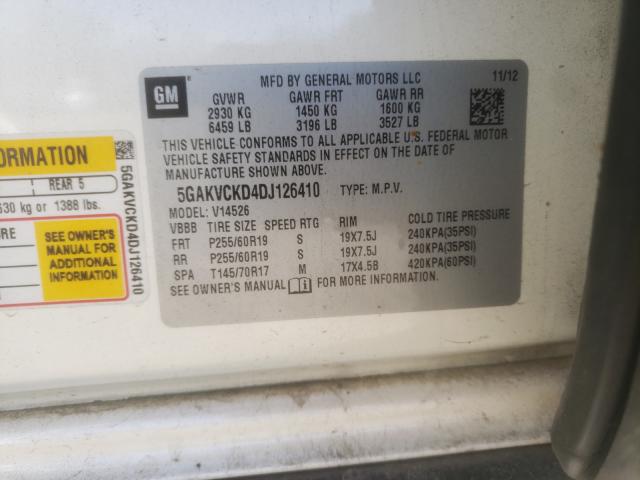 GM
MFD BY GENERAL MOTORS LLC 11/12
GVWR GAWR FRT GAWR RR
2930 KG 1450 KG 1600 KG
6459 LB 3196 LB 3527 LB
THIS VEHICLE CONFORMS TO ALL APPLICABLE U.S. FEDERAL MOTOR
VEHICLE SAFETY STANDARDS IN EFFECT ON THE DATE OF
MANUFACTURE SHOWN ABOVE.
5GAKVCKD4DJ126410 TYPE: M.P.V.
MODEL: V14526
VBBB TIRE SIZE SPEED RTG RIM COLD TIRE PRESSURE
FRT P255/60R19 S 19X7.5J 240KPA(35PSI)
RR P255/60R19 S 19X7.5J 240KPA(35PSI)
SPA T145/70R17 M 17X4.5B 420KPA(60PSI)
SEE OWNER'S MANUAL FOR MORE INFORMATION.
REAR 5
630 kg or 1388 lbs.
SEE OWNER'S
MANUAL FOR
ADDITIONAL
INFORMATION
5GAKVCKD4DJ126410